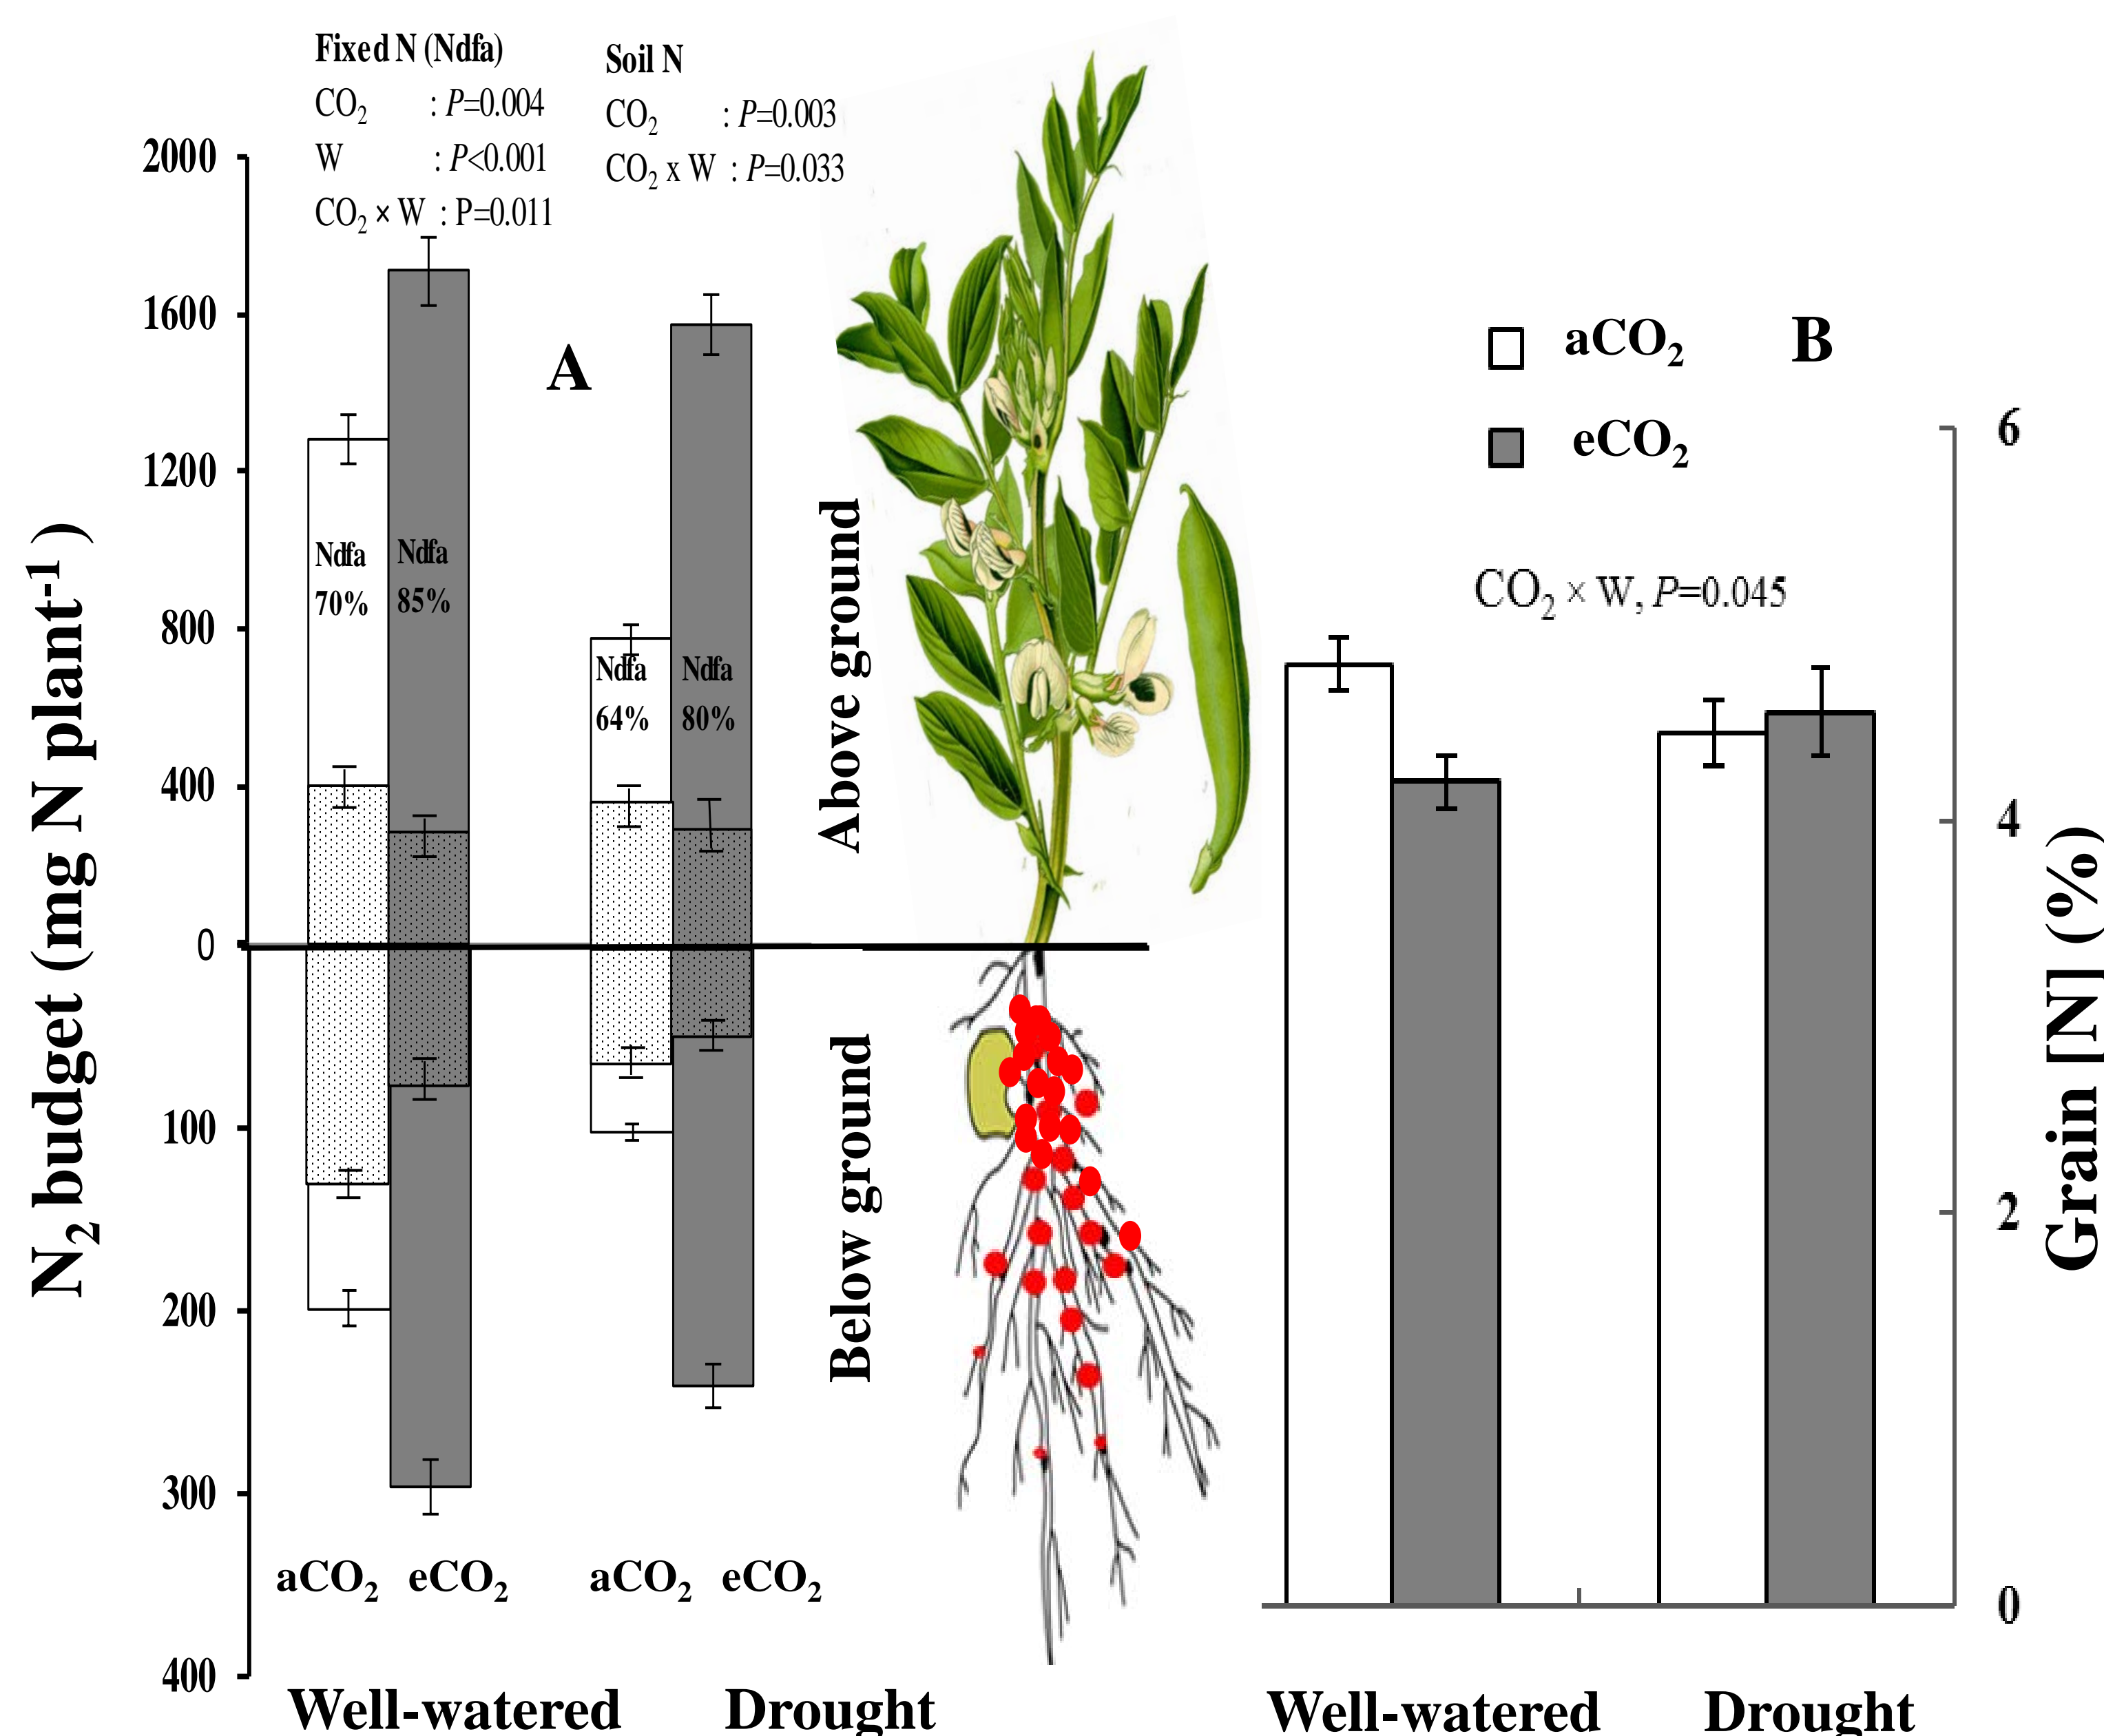 Fixed N (Ndfa)
CO₂ : P=0.004
W : P<0.001
CO₂ × W : P=0.011
Soil N
CO₂ : P=0.003
CO₂ x W : P=0.033
A
N₂ budget (mg N plant⁻¹)
2000
1600
1200
800
400
0
100
200
300
400
Ndfa
70%
Ndfa
85%
Ndfa
64%
Ndfa
80%
Above ground
Below ground
aCO₂ eCO₂ aCO₂ eCO₂
Well-watered Drought
aCO₂
eCO₂
B
CO₂ × W, P=0.045
6
4
2
0
Grain [N] (%)
Well-watered Drought